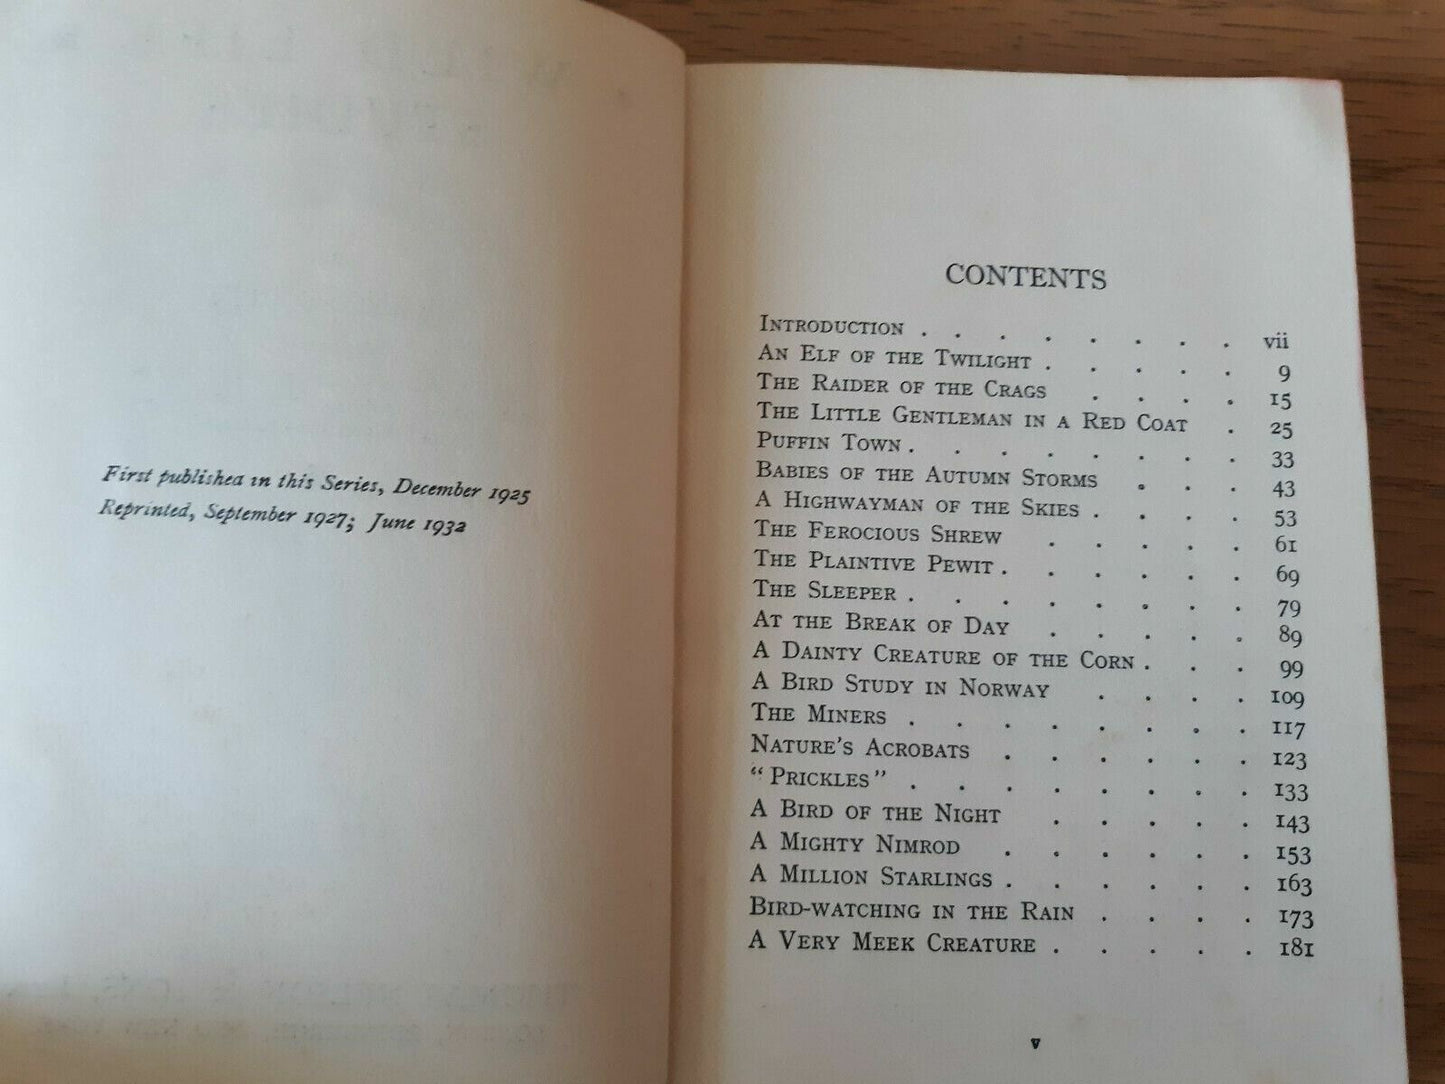 First published in this Series, December 1925
Reprinted, September 1927; June 1932
CONTENTS
INTRODUCTION . . . . . . . vii
AN ELF OF THE TWILIGHT . . . . . 9
THE RAIDER OF THE CRAGS . . . . 15
THE LITTLE GENTLEMAN IN A RED COAT . 25
PUFFIN TOWN . . . . . . . 33
BABIES OF THE AUTUMN STORMS . . . 43
A HIGHWAYMAN OF THE SKIES . . . . 53
THE FEROCIOUS SHREW . . . . . 61
THE PLAINTIVE PEWIT . . . . . . 69
THE SLEEPER . . . . . . . . 79
AT THE BREAK OF DAY . . . . . 89
A DAINTY CREATURE OF THE CORN . . . 99
A BIRD STUDY IN NORWAY . . . . 109
THE MINERS . . . . . . . . 117
NATURE'S ACROBATS . . . . . . 123
"PRICKLES" . . . . . . . . 133
A BIRD OF THE NIGHT . . . . . 143
A MIGHTY NIMROD . . . . . . 153
A MILLION STARLINGS . . . . . . 163
BIRD-WATCHING IN THE RAIN . . . . 173
A VERY MEEK CREATURE . . . . . 181
v